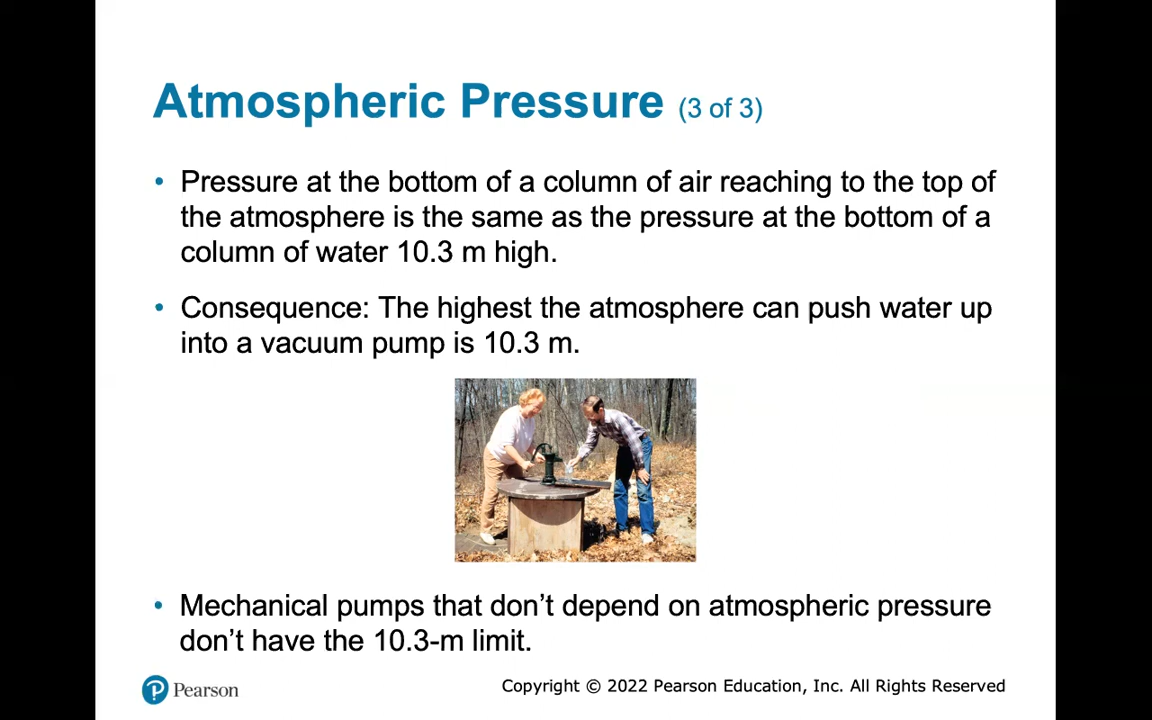 Atmospheric Pressure (3 of 3)
• Pressure at the bottom of a column of air reaching to the top of
the atmosphere is the same as the pressure at the bottom of a
column of water 10.3 m high.
• Consequence: The highest the atmosphere can push water up
into a vacuum pump is 10.3 m.
• Mechanical pumps that don’t depend on atmospheric pressure
don’t have the 10.3-m limit.
P Pearson
Copyright © 2022 Pearson Education, Inc. All Rights Reserved